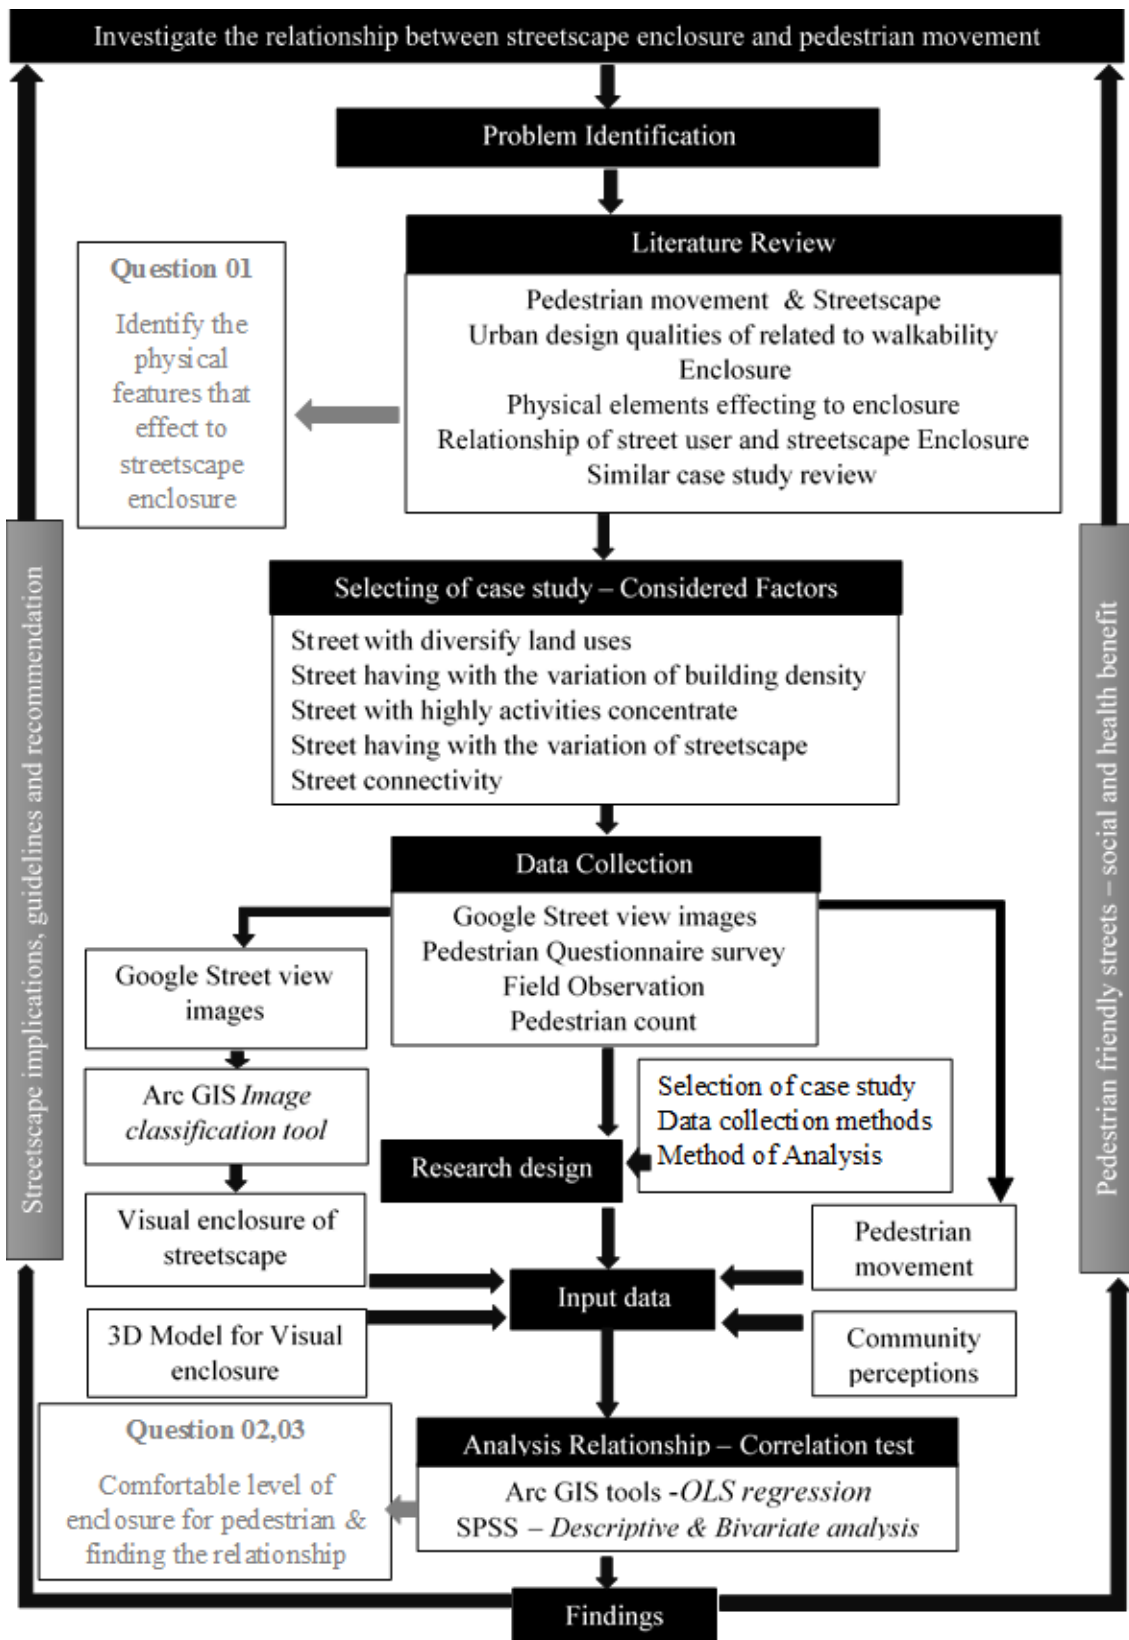 Investigate the relationship between streetscape enclosure and pedestrian movement
Problem Identification
Literature Review
Pedestrian movement & Streetscape
Urban design qualities of related to walkability
Enclosure
Physical elements effecting to enclosure
Relationship of street user and streetscape Enclosure
Similar case study review
Question 01
Identify the
physical
features that
effect to
streetscape
enclosure
Selecting of case study – Considered Factors
Street with diversify land uses
Street having with the variation of building density
Street with highly activities concentrate
Street having with the variation of streetscape
Street connectivity
Streetscape implications, guidelines and recommendation
Pedestrian friendly streets – social and health benefit
Data Collection
Google Street view images
Pedestrian Questionnaire survey
Field Observation
Pedestrian count
Google Street view
images
Arc GIS Image
classification tool
Visual enclosure of
streetscape
3D Model for Visual
enclosure
Selection of case study
Data collection methods
Method of Analysis
Research design
Pedestrian
movement
Input data
Community
perceptions
Question 02,03
Comfortable level of
enclosure for pedestrian &
finding the relationship
Analysis Relationship – Correlation test
Arc GIS tools -OLS regression
SPSS – Descriptive & Bivariate analysis
Findings